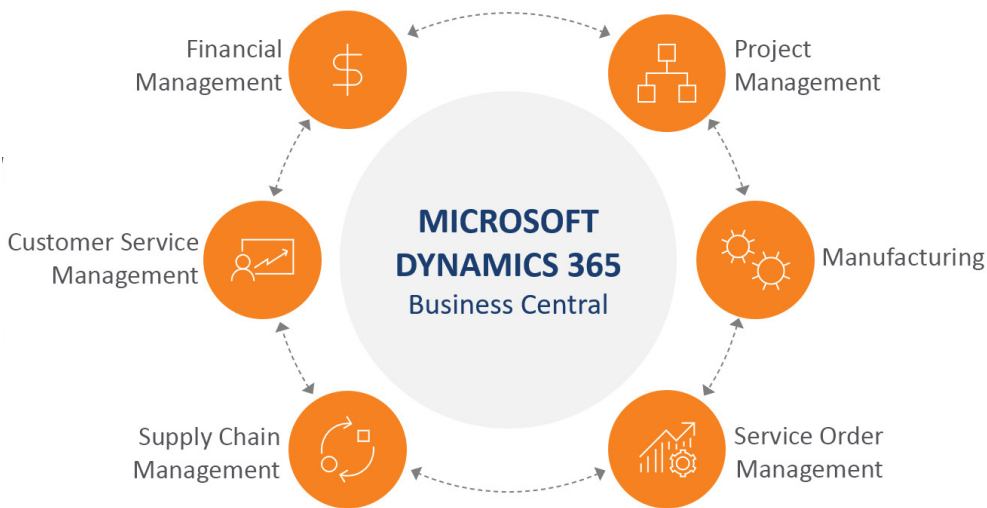 Financial
Management
Project
Management
Customer Service
Management
MICROSOFT
DYNAMICS 365
Business Central
Manufacturing
Supply Chain
Management
Service Order
Management